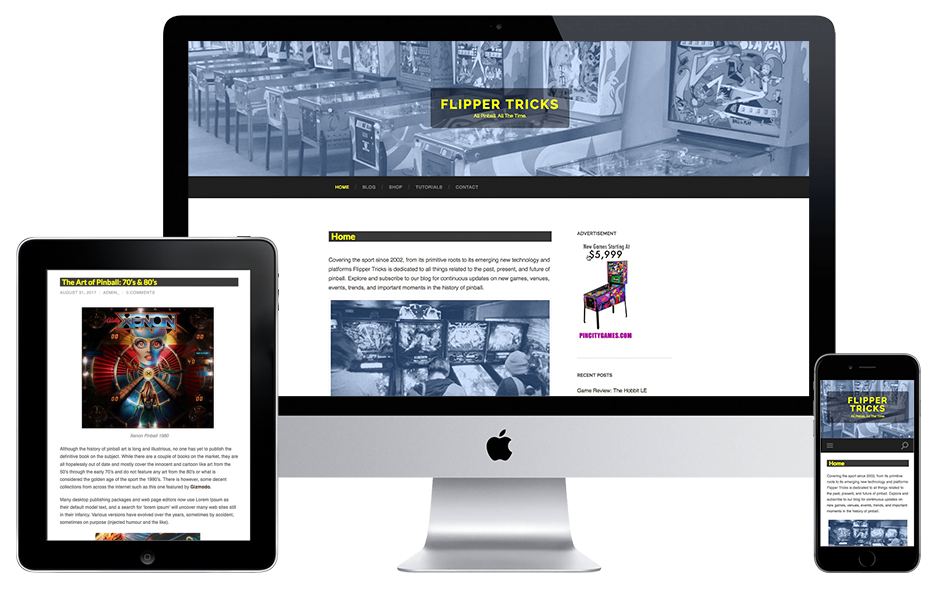 FLIPPER TRICKS
All Pinball. All The Time.
HOME / BLOG / SHOP / TUTORIALS / CONTACT
Home
Covering the sport since 2002, from its primitive roots to its emerging new technology and
platforms Flipper Tricks is dedicated to all things related to the past, present, and future of
pinball. Explore and subscribe to our blog for continuous updates on new games, venues,
events, trends, and important moments in the history of pinball.
ADVERTISEMENT
New Games Starting At
$5,999
PINCITYGAMES.COM
RECENT POSTS
Game Review: The Hobbit LE
The Art of Pinball: 70's & 80's
AUGUST 31, 2017 / ADMIN_ / 0 COMMENTS
XENON
Xenon Pinball 1980
Although the history of pinball art is long and illustrious, no one has yet to publish the
definitive book on the subject. While there are a couple of books on the market, they are
all hopelessly out of date and mostly cover the innocent and cartoon like art from the
50's through the early 70's and do not feature any art from the 80's or what is
considered the golden age of the sport the 1980's. There is however, some decent
collections from across the internet such as this one featured by Gizmodo.
Many desktop publishing packages and web page editors now use Lorem Ipsum as
their default model text, and a search for 'lorem ipsum' will uncover many web sites still
in their infancy. Various versions have evolved over the years, sometimes by accident,
sometimes on purpose (injected humour and the like).
FLIPPER
TRICKS
All Pinball. All The Time.
Home
Covering the sport since 2002, from its primitive
roots to its emerging new technology and platforms
Flipper Tricks is dedicated to all things related to
the past, present, and future of pinball. Explore and
subscribe to our blog for continuous updates on
new games, venues, events, trends, and important
moments in the history of pinball.